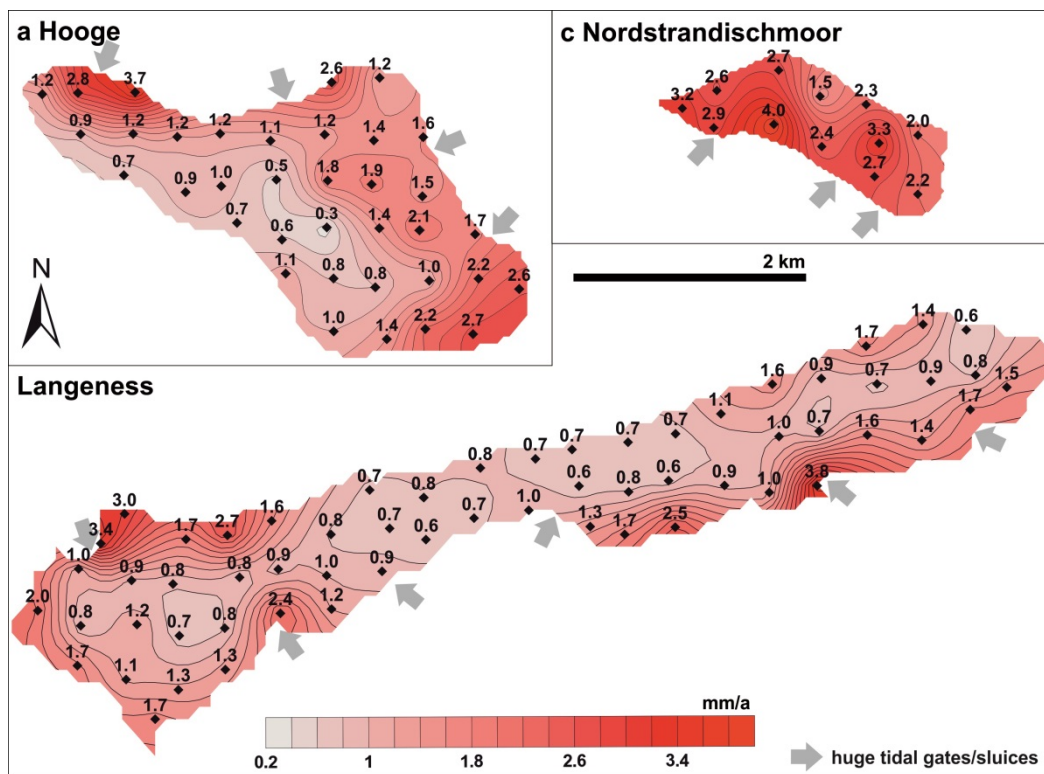 a Hooge
1.2 2.8 3.7 2.6 1.2
0.9 1.2 1.2 1.2 1.1 1.2 1.4 1.6
0.7 0.9 1.0 0.5 1.8 1.9 1.5
0.7 0.6 0.3 1.4 2.1 1.7
1.1 0.8 0.8 1.0 2.2 2.6
1.0 1.4 2.2 2.7
N
c Nordstrandischmoor
3.2 2.6 2.7 1.5 2.3
2.9 4.0 2.4 3.3 2.0
2.7 2.2
2 km
Langeness
1.7 1.4 0.6
1.6 0.9 0.7 0.9 0.8 1.5
0.7 0.7 0.7 0.7 1.1 1.0 0.7 1.6 1.4 1.7
0.7 0.8 0.8 0.6 0.8 0.6 0.9 1.0 3.8
3.0 1.6 0.8 0.7 0.6 0.7 1.0 1.3 1.7 2.5
3.4 1.7 2.7
1.0 0.9 0.8 0.8 0.9 1.0 0.9
2.0 0.8 1.2 0.7 0.8 2.4 1.2
1.7 1.1 1.3 1.3
1.7
mm/a
0.2 1 1.8 2.6 3.4
huge tidal gates/sluices